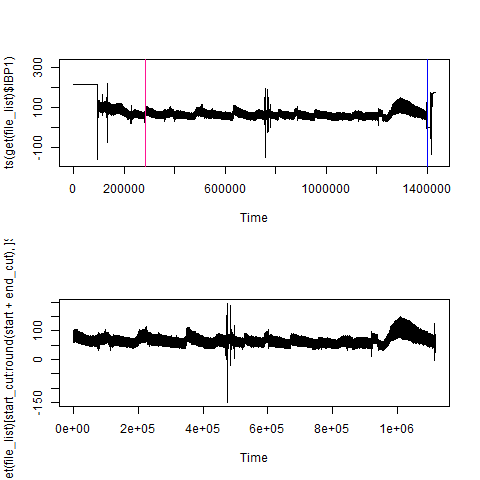 ts(get(file_list)$IBP1)
300
100
-100
0
200000
600000
1000000
1400000
Time
et(file_list)[start_cut:round(start + end_cut), ]$
100
0
-150
0e+00
2e+05
4e+05
6e+05
8e+05
1e+06
Time